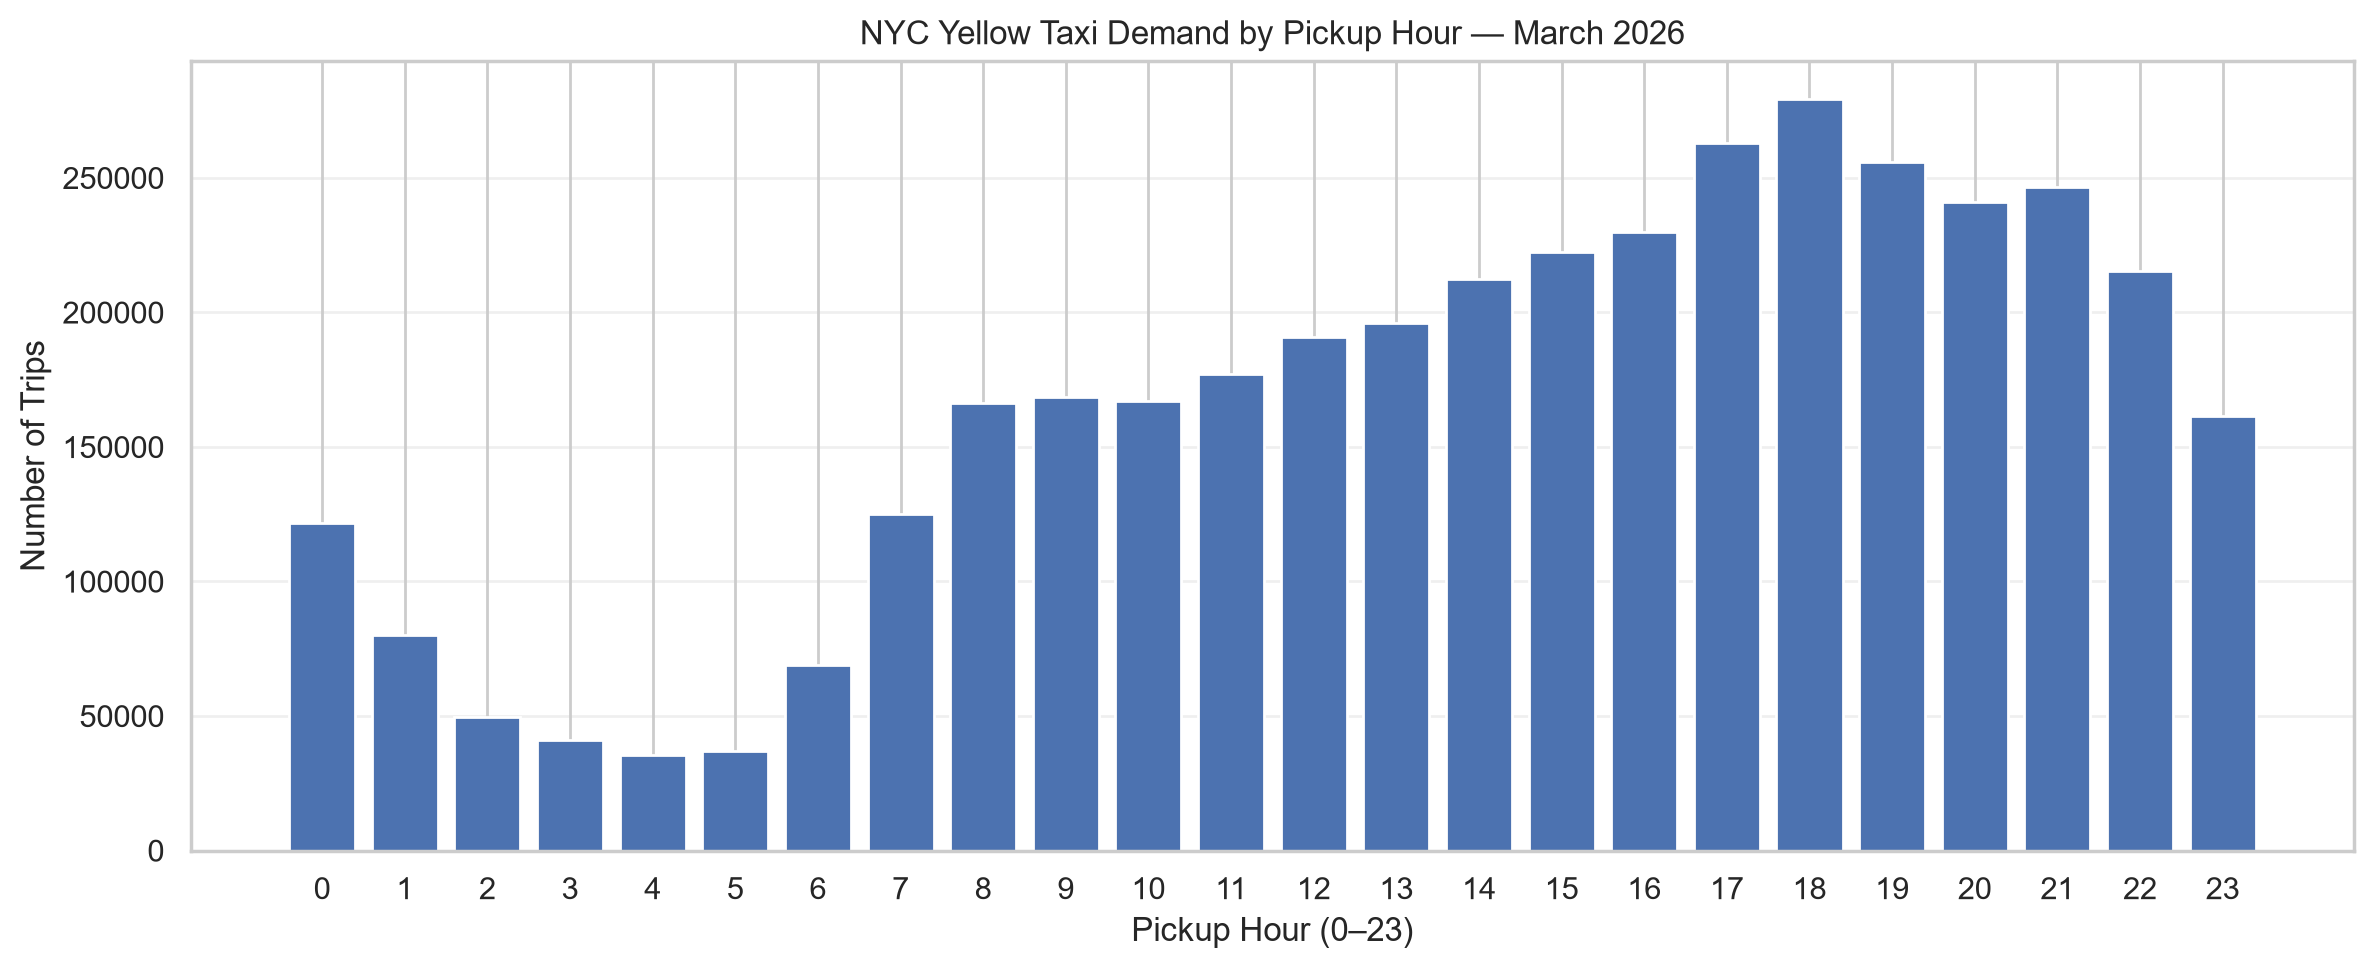 NYC Yellow Taxi Demand by Pickup Hour — March 2026
Number of Trips
250000
200000
150000
100000
50000
0
0 1 2 3 4 5 6 7 8 9 10 11 12 13 14 15 16 17 18 19 20 21 22 23
Pickup Hour (0–23)